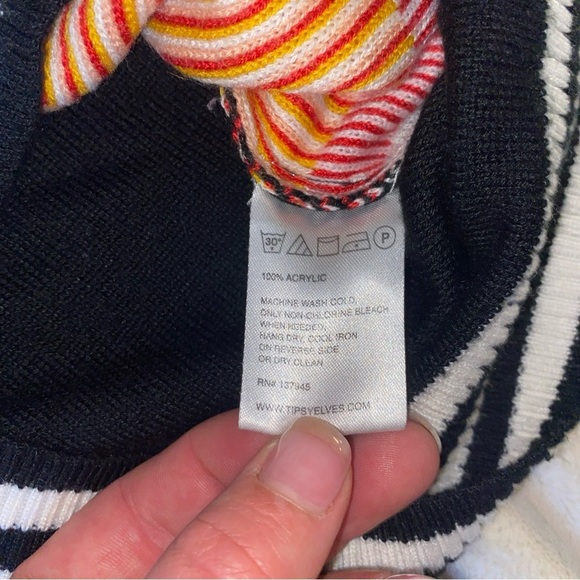 30°
P
100% ACRYLIC
MACHINE WASH COLD,
ONLY NON-CHLORINE BLEACH
WHEN NEEDED,
HANG DRY, COOL IRON
ON REVERSE SIDE
OR DRY CLEAN
RN# 137945
WWW.TIPSYELVES.COM